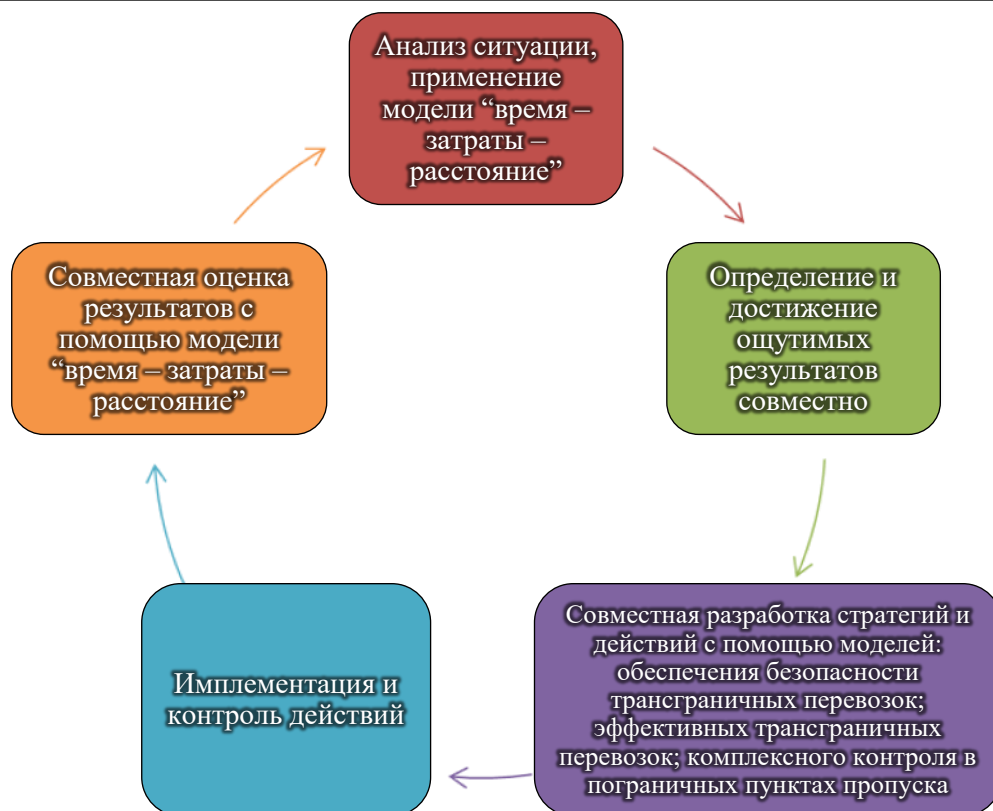 Анализ ситуации,
применение
модели “время –
затраты –
расстояние”
Определение и
достижение
ощутимых
результатов
совместно
Совместная разработка стратегий и
действий с помощью моделей:
обеспечения безопасности
трансграничных перевозок;
эффективных трансграничных
перевозок; комплексного контроля в
пограничных пунктах пропуска
Имплементация и
контроль действий
Совместная оценка
результатов с
помощью модели
“время – затраты –
расстояние”